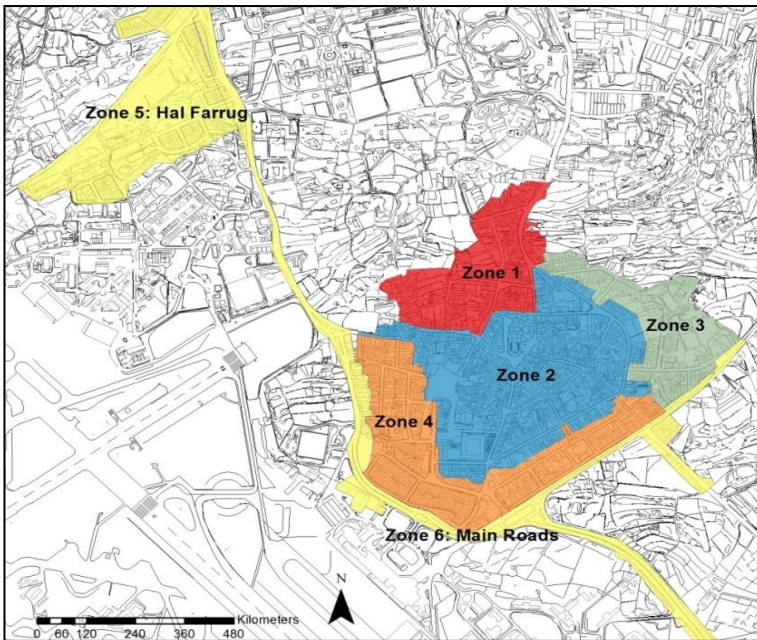 Zone 5: Hal Farrug
Zone 1
Zone 3
Zone 2
Zone 4
Zone 6: Main Roads
N
Kilometers
0 60 120 240 360 480